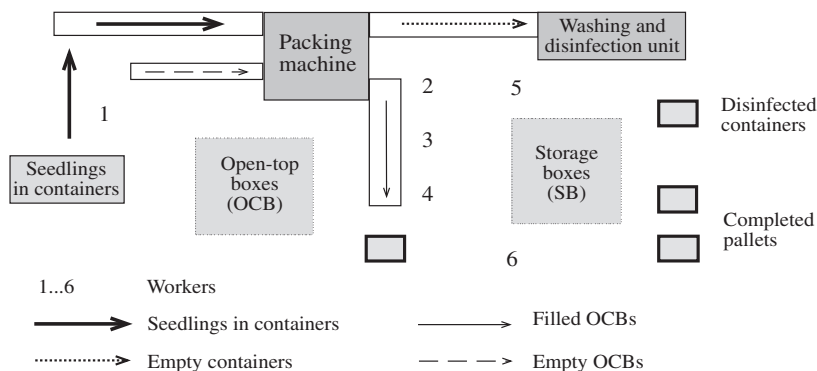 Packing
machine
Washing and
disinfection unit
1
2
5
Disinfected
containers
3
Seedlings
in containers
Open-top
boxes
(OCB)
Storage
boxes
(SB)
4
Completed
pallets
6
1...6 Workers
Seedlings in containers
Filled OCBs
Empty containers
Empty OCBs